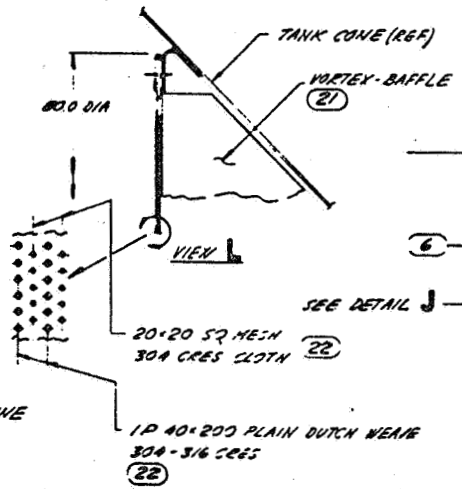 TANK CONE (REF)
VORTEX-BAFFLE
21
80.0 DIA
VIEW L
6
SEE DETAIL J
20×20 SQ MESH
304 CRES CLOTH 22
40×200 PLAIN DUTCH WEAVE
304-316 CRES
22